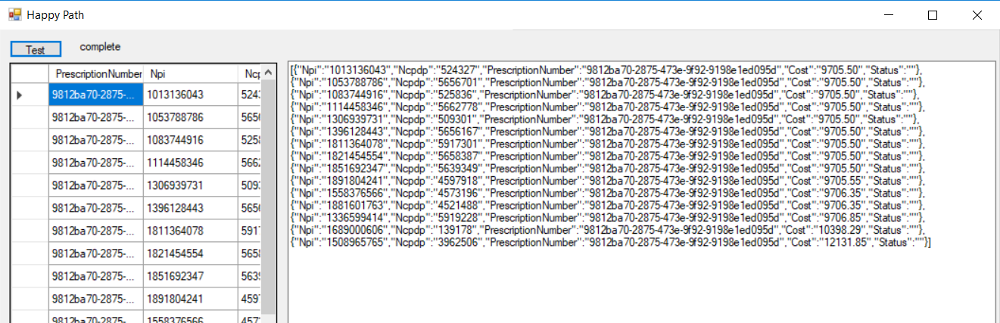 Happy Path
Test
complete
PrescriptionNumber Npi Ncp
9812ba70-2875-... 1013136043 5243
9812ba70-2875-... 1053788786 5656
9812ba70-2875-... 1083744916 5258
9812ba70-2875-... 1114458346 5662
9812ba70-2875-... 1306939731 5093
9812ba70-2875-... 1396128443 5656
9812ba70-2875-... 1811364078 5917
9812ba70-2875-... 1821454554 5658
9812ba70-2875-... 1851692347 5639
9812ba70-2875-... 1891804241 4597
9812ba70-2875-... 1558376566 4573
[{"Npi":"1013136043","Ncpdp":"524327","PrescriptionNumber":"9812ba70-2875-473e-9f92-9198e1ed095d","Cost":"9705.50","Status":""},
{"Npi":"1053788786","Ncpdp":"5656701","PrescriptionNumber":"9812ba70-2875-473e-9f92-9198e1ed095d","Cost":"9705.50","Status":""},
{"Npi":"1083744916","Ncpdp":"525836","PrescriptionNumber":"9812ba70-2875-473e-9f92-9198e1ed095d","Cost":"9705.50","Status":""},
{"Npi":"1114458346","Ncpdp":"5662778","PrescriptionNumber":"9812ba70-2875-473e-9f92-9198e1ed095d","Cost":"9705.50","Status":""},
{"Npi":"1306939731","Ncpdp":"509301","PrescriptionNumber":"9812ba70-2875-473e-9f92-9198e1ed095d","Cost":"9705.50","Status":""},
{"Npi":"1396128443","Ncpdp":"5656167","PrescriptionNumber":"9812ba70-2875-473e-9f92-9198e1ed095d","Cost":"9705.50","Status":""},
{"Npi":"1811364078","Ncpdp":"5917301","PrescriptionNumber":"9812ba70-2875-473e-9f92-9198e1ed095d","Cost":"9705.50","Status":""},
{"Npi":"1821454554","Ncpdp":"5658387","PrescriptionNumber":"9812ba70-2875-473e-9f92-9198e1ed095d","Cost":"9705.50","Status":""},
{"Npi":"1851692347","Ncpdp":"5639349","PrescriptionNumber":"9812ba70-2875-473e-9f92-9198e1ed095d","Cost":"9705.50","Status":""},
{"Npi":"1891804241","Ncpdp":"4597918","PrescriptionNumber":"9812ba70-2875-473e-9f92-9198e1ed095d","Cost":"9705.55","Status":""},
{"Npi":"1558376566","Ncpdp":"4573196","PrescriptionNumber":"9812ba70-2875-473e-9f92-9198e1ed095d","Cost":"9706.35","Status":""},
{"Npi":"1881601763","Ncpdp":"4521488","PrescriptionNumber":"9812ba70-2875-473e-9f92-9198e1ed095d","Cost":"9706.35","Status":""},
{"Npi":"1336599414","Ncpdp":"5919228","PrescriptionNumber":"9812ba70-2875-473e-9f92-9198e1ed095d","Cost":"9706.85","Status":""},
{"Npi":"1689000606","Ncpdp":"139178","PrescriptionNumber":"9812ba70-2875-473e-9f92-9198e1ed095d","Cost":"10398.29","Status":""},
{"Npi":"1508965765","Ncpdp":"3962506","PrescriptionNumber":"9812ba70-2875-473e-9f92-9198e1ed095d","Cost":"12131.85","Status":""}]